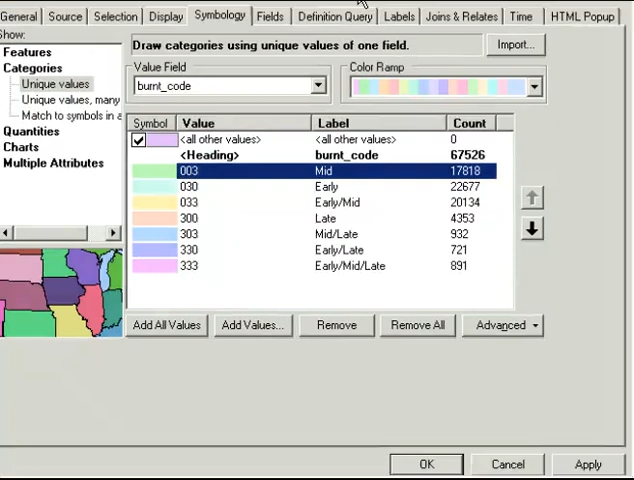 General Source Selection Display Symbology Fields Definition Query Labels Joins & Relates Time HTML Popup
Show:
Features
Categories
Unique values
Unique values, many
Match to symbols in a
Quantities
Charts
Multiple Attributes
Draw categories using unique values of one field.
Import...
Value Field
burnt_code
Color Ramp
Symbol Value Label Count
<all other values> <all other values> 0
<Heading> burnt_code 67526
003 Mid 17818
030 Early 22677
033 Early/Mid 20134
300 Late 4353
303 Mid/Late 932
330 Early/Late 721
333 Early/Mid/Late 891
Add All Values Add Values... Remove Remove All Advanced
OK Cancel Apply